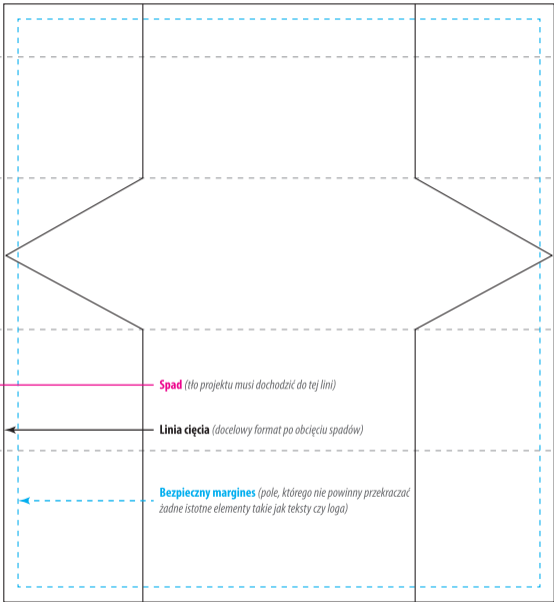 Spad (tło projektu musi dochodzić do tej lini)
Linia cięcia (docelowy format po obcięciu spadów)
Bezpieczny margines (pole, którego nie powinny przekraczać
żadne istotne elementy takie jak teksty czy loga)